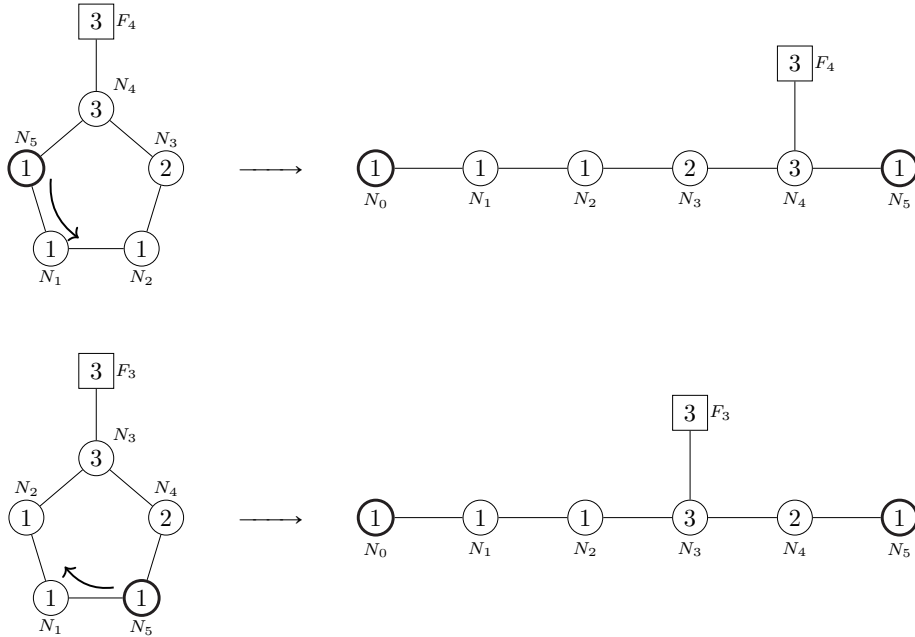 3 F₄
N₄
3
N₅ N₃
1 2
1 1
N₁ N₂
3 F₄
1 1 1 2 3 1
N₀ N₁ N₂ N₃ N₄ N₅
3 F₃
N₃
3
N₂ N₄
1 2
1 1
N₁ N₅
3 F₃
1 1 1 3 2 1
N₀ N₁ N₂ N₃ N₄ N₅